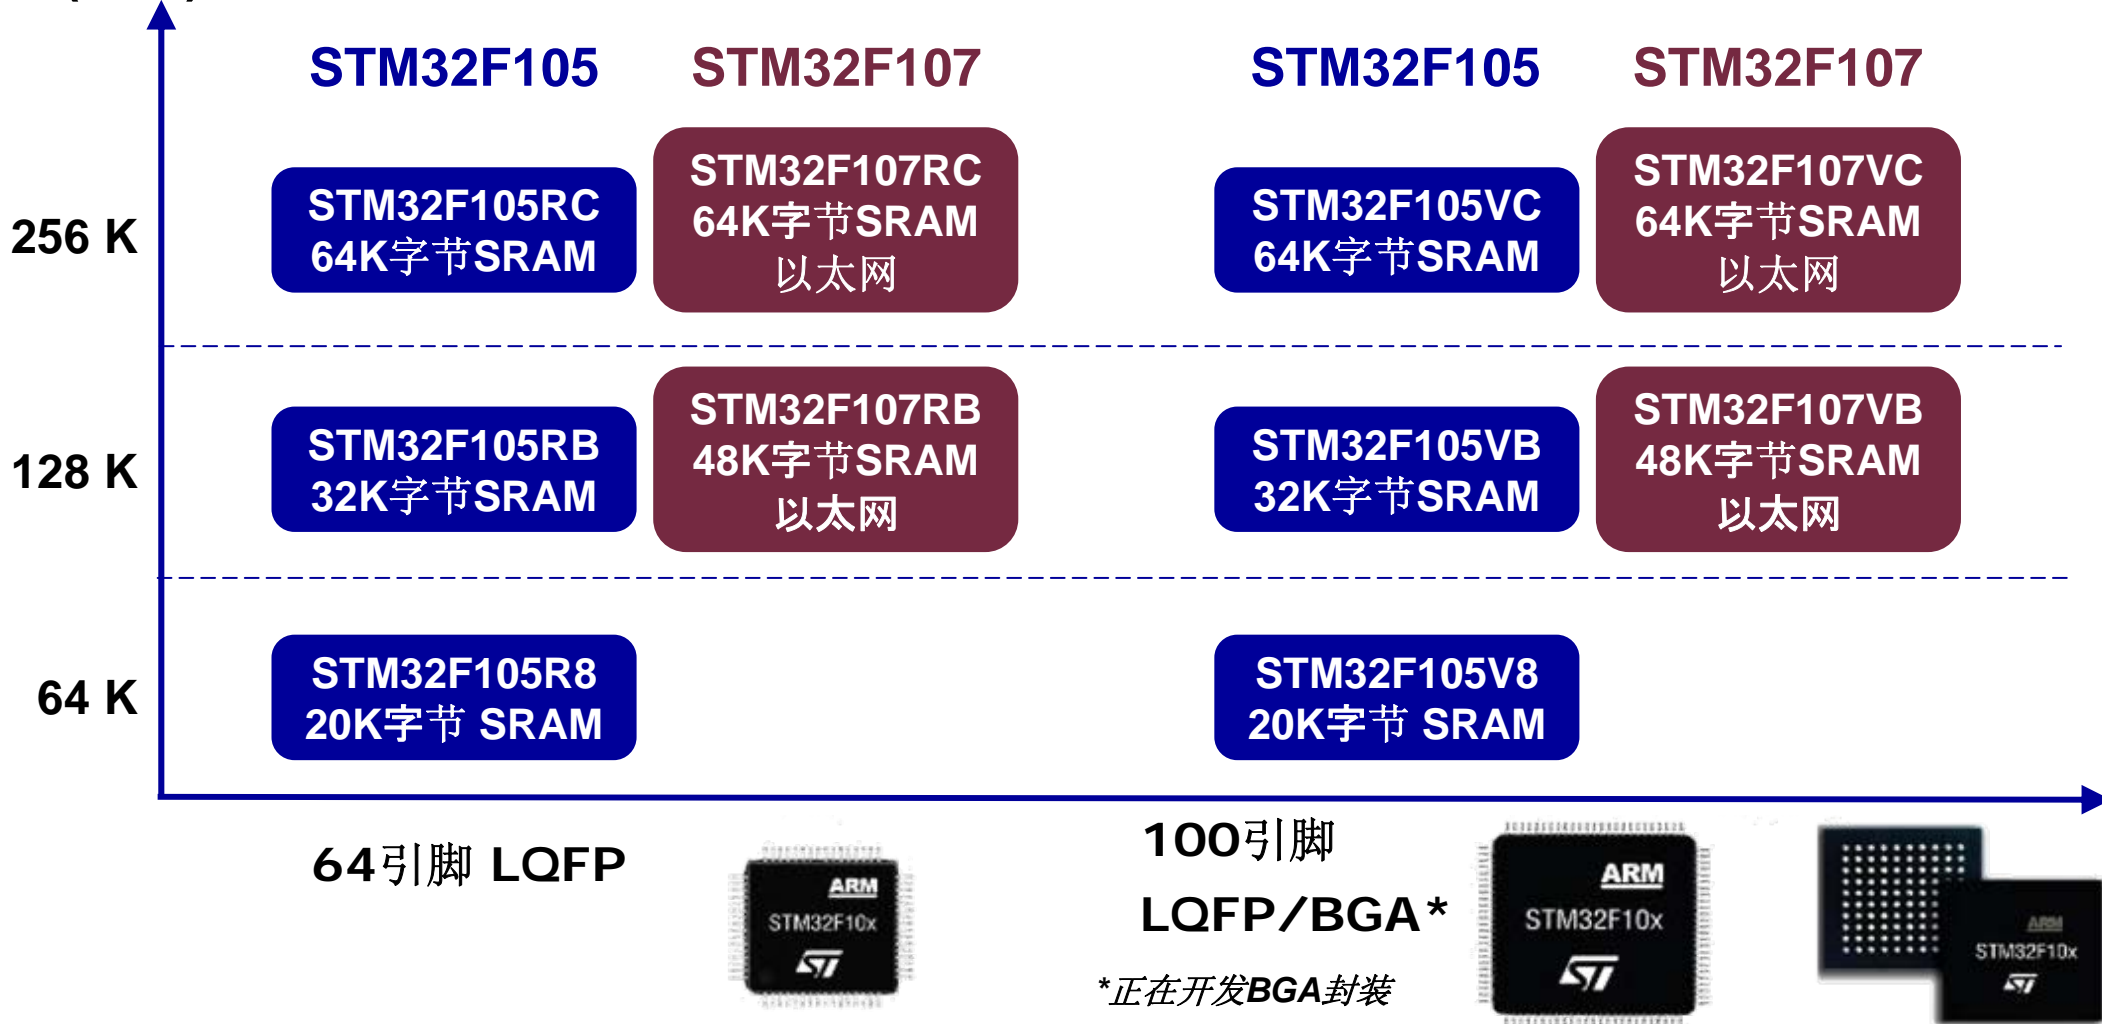 STM32F105 STM32F107 STM32F105 STM32F107
256 K
STM32F105RC
64K字节SRAM
STM32F107RC
64K字节SRAM
以太网
STM32F105VC
64K字节SRAM
STM32F107VC
64K字节SRAM
以太网
128 K
STM32F105RB
32K字节SRAM
STM32F107RB
48K字节SRAM
以太网
STM32F105VB
32K字节SRAM
STM32F107VB
48K字节SRAM
以太网
64 K
STM32F105R8
20K字节 SRAM
STM32F105V8
20K字节 SRAM
64引脚 LQFP
ARM
STM32F10x
ST
100引脚
LQFP/BGA*
*正在开发BGA封装
ARM
STM32F10x
ST
ARM
STM32F10x
ST